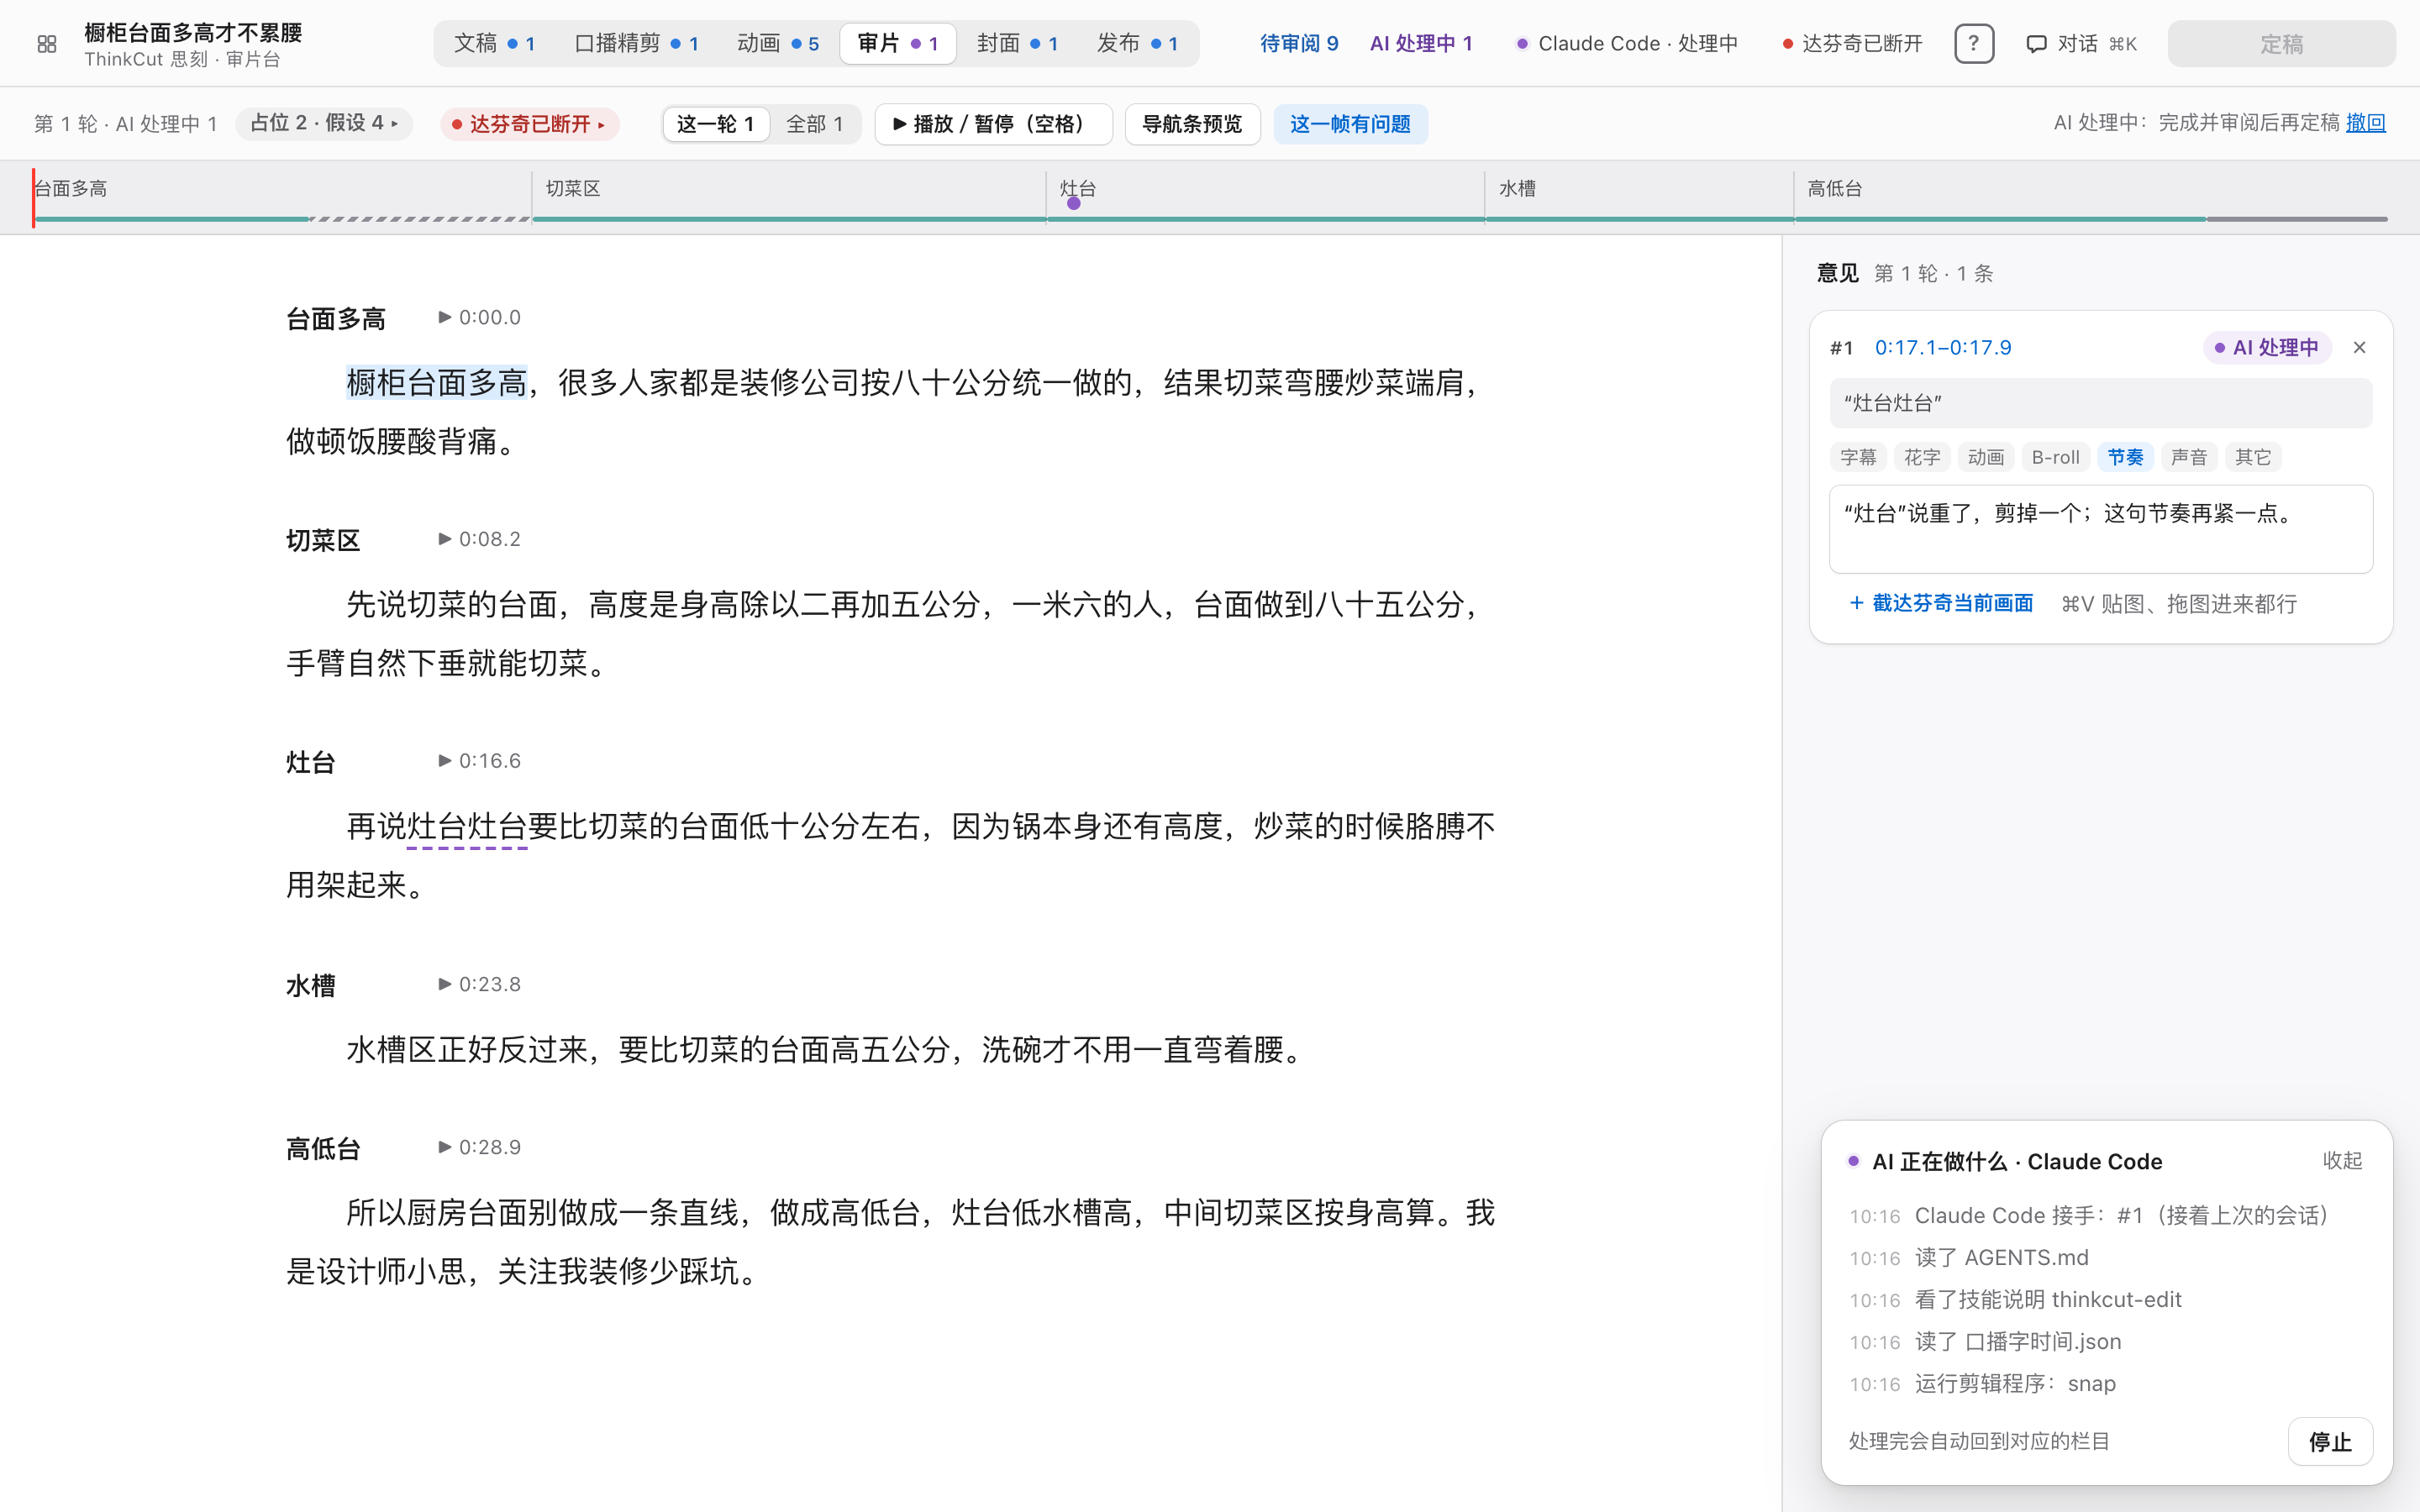 橱柜台面多高才不累腰
ThinkCut 思刻 · 审片台
文稿 1 口播精剪 1 动画 5 审片 1 封面 1 发布 1
待审阅 9 AI 处理中 1 Claude Code · 处理中 达芬奇已断开 ? 对话 ⌘K 定稿
第 1 轮 · AI 处理中 1 占位 2 · 假设 4 ▸ 达芬奇已断开 ▸ 这一轮 1 全部 1 ▶ 播放 / 暂停（空格） 导航条预览 这一帧有问题 AI 处理中：完成并审阅后再定稿 撤回
台面多高 切菜区 灶台 水槽 高低台
台面多高 ▶ 0:00.0
橱柜台面多高，很多人家都是装修公司按八十公分统一做的，结果切菜弯腰炒菜端肩，
做顿饭腰酸背痛。
切菜区 ▶ 0:08.2
先说切菜的台面，高度是身高除以二再加五公分，一米六的人，台面做到八十五公分，
手臂自然下垂就能切菜。
灶台 ▶ 0:16.6
再说灶台灶台要比切菜的台面低十公分左右，因为锅本身还有高度，炒菜的时候胳膊不
用架起来。
水槽 ▶ 0:23.8
水槽区正好反过来，要比切菜的台面高五公分，洗碗才不用一直弯着腰。
高低台 ▶ 0:28.9
所以厨房台面别做成一条直线，做成高低台，灶台低水槽高，中间切菜区按身高算。我
是设计师小思，关注我装修少踩坑。
意见 第 1 轮 · 1 条
#1 0:17.1–0:17.9 AI 处理中 ×
“灶台灶台”
字幕 花字 动画 B-roll 节奏 声音 其它
“灶台”说重了，剪掉一个；这句节奏再紧一点。
+ 截达芬奇当前画面 ⌘V 贴图、拖图进来都行
AI 正在做什么 · Claude Code 收起
10:16 Claude Code 接手：#1（接着上次的会话）
10:16 读了 AGENTS.md
10:16 看了技能说明 thinkcut-edit
10:16 读了 口播字时间.json
10:16 运行剪辑程序：snap
处理完会自动回到对应的栏目 停止